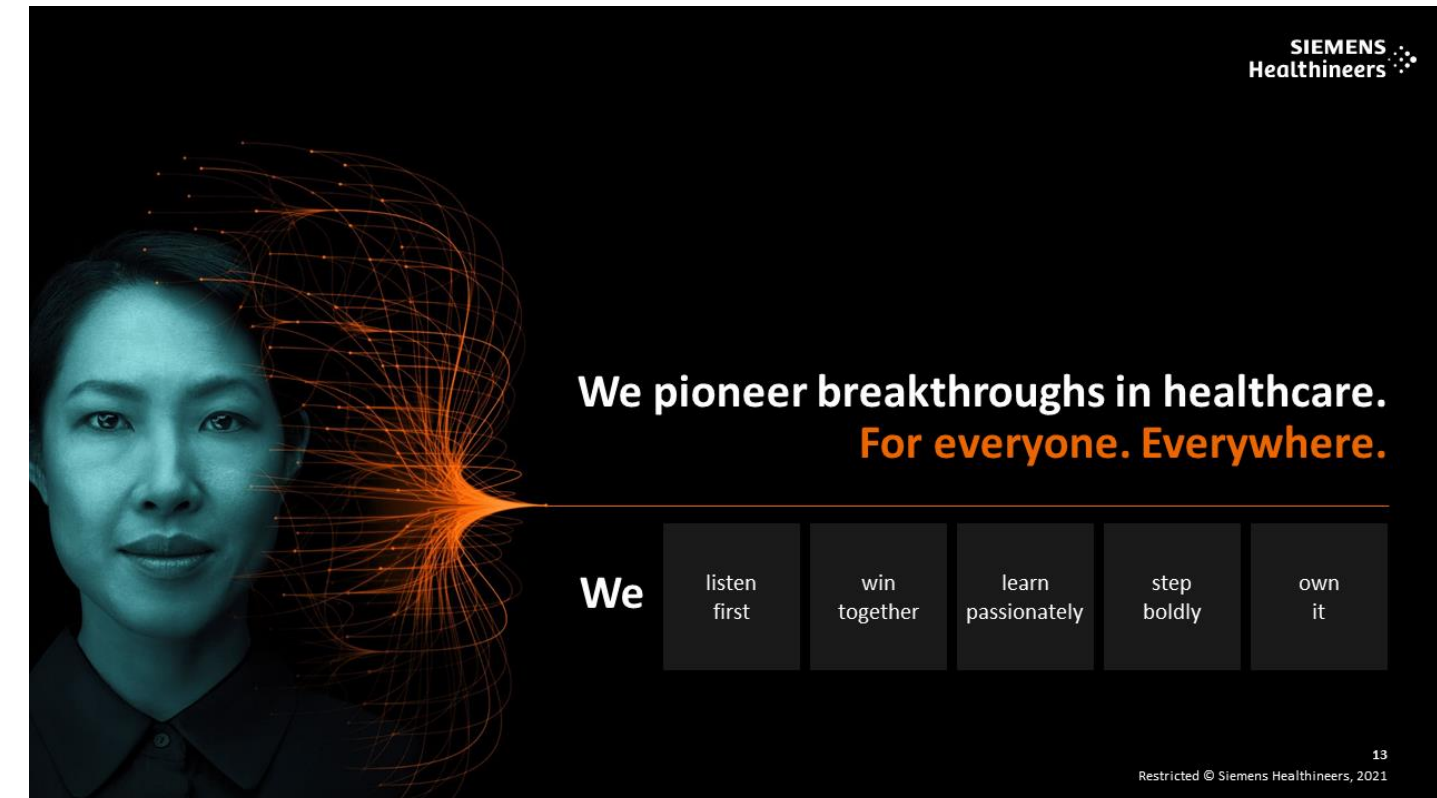 SIEMENS
Healthineers
We pioneer breakthroughs in healthcare.
For everyone. Everywhere.
We
listen
first
win
together
learn
passionately
step
boldly
own
it
13
Restricted © Siemens Healthineers, 2021